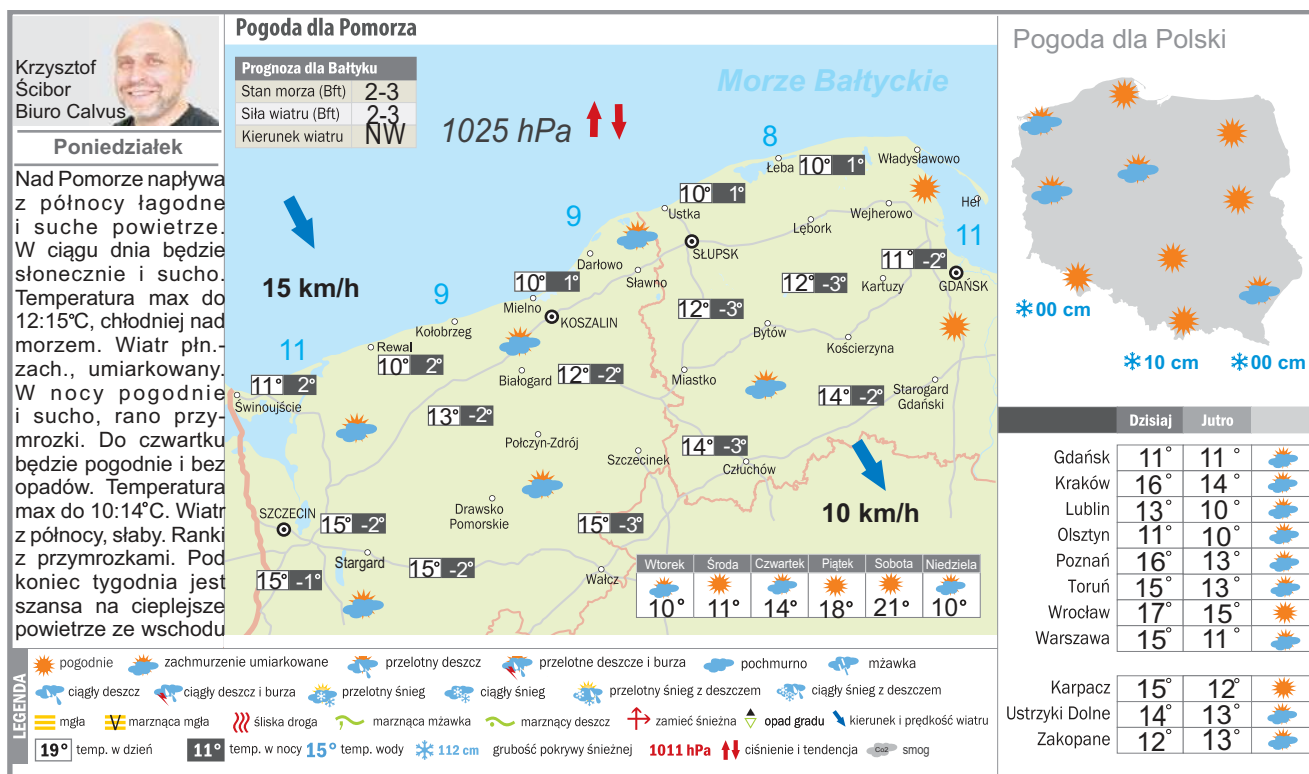 Krzysztof
Ścibor
Biuro Calvus
Poniedziałek
Nad Pomorze napływa
z północy łagodne
i suche powietrze.
W ciągu dnia będzie
słonecznie i sucho.
Temperatura max do
12:15°C, chłodniej nad
morzem. Wiatr płn.-
zach., umiarkowany.
W nocy pogodnie
i sucho, rano przy-
mrozki. Do czwartku
będzie pogodnie i bez
opadów. Temperatura
max do 10:14°C. Wiatr
z północy, słaby. Ranki
z przymrozkami. Pod
koniec tygodnia jest
szansa na cieplejsze
powietrze ze wschodu
Pogoda dla Pomorza
Prognoza dla Bałtyku
Stan morza (Bft) 2-3
Siła wiatru (Bft) 2-3
Kierunek wiatru NW
Morze Bałtyckie
1025 hPa
8
Łeba 10° 1°
Władysławowo
Hel
10° 1°
Ustka
Wejherowo
Lębork
9
11
SŁUPSK
11° -2°
GDAŃSK
Darłowo
Sławno
15 km/h
10° 1°
Mielno
12° -3°
Kartuzy
9
KOSZALIN
12° -3°
Kołobrzeg
Bytów
Kościerzyna
11
Rewal
10° 2°
Białogard
12° -2°
Miastko
11° 2°
Świnoujście
14° -2°
Starogard
Gdański
13° -2°
Połczyn-Zdrój
Szczecinek
14° -3°
Człuchów
Drawsko
Pomorskie
10 km/h
SZCZECIN
15° -2°
15° -3°
Stargard
15° -2°
Wałcz
15° -1°
Wtorek Środa Czwartek Piątek Sobota Niedziela
10° 11° 14° 18° 21° 10°
Pogoda dla Polski
00 cm
10 cm
00 cm
Dzisiaj Jutro
Gdańsk 11° 11°
Kraków 16° 14°
Lublin 13° 10°
Olsztyn 11° 10°
Poznań 16° 13°
Toruń 15° 13°
Wrocław 17° 15°
Warszawa 15° 11°
Karpacz 15° 12°
Ustrzyki Dolne 14° 13°
Zakopane 12° 13°
LEGENDA
pogodnie zachmurzenie umiarkowane przelotny deszcz przelotne deszcze i burza pochmurno mżawka
ciągły deszcz ciągły deszcz i burza przelotny śnieg ciągły śnieg przelotny śnieg z deszczem ciągły śnieg z deszczem
mgła marznąca mgła śliska droga marznąca mżawka marznący deszcz zamieć śnieżna opad gradu kierunek i prędkość wiatru
19° temp. w dzień 11° temp. w nocy 15° temp. wody 112 cm grubość pokrywy śnieżnej 1011 hPa ciśnienie i tendencja Co2 smog